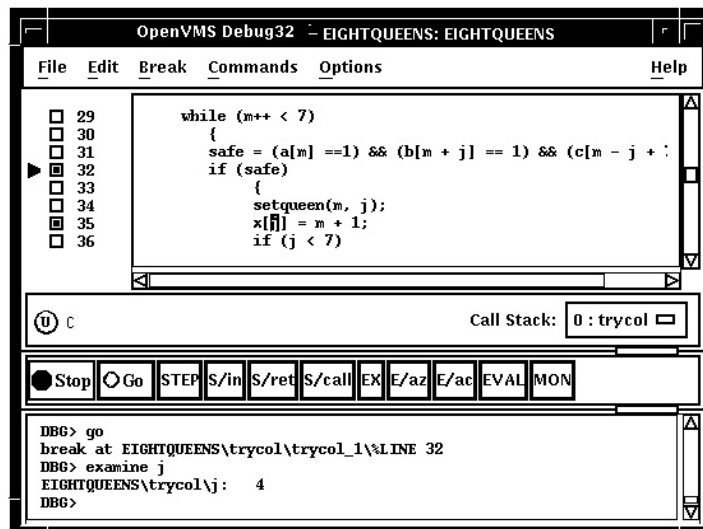 OpenVMS Debug32 – EIGHTQUEENS: EIGHTQUEENS
File Edit Break Commands Options Help
29 while (m++ < 7)
30 {
31 safe = (a[m] ==1) && (b[m + j] == 1) && (c[m - j +
32 if (safe)
33 {
34 setqueen(m, j);
35 x[j] = m + 1;
36 if (j < 7)
U C Call Stack: 0 : trycol
Stop Go STEP S/in S/ret S/call EX E/az E/ac EVAL MON
DBG> go
break at EIGHTQUEENS\trycol\trycol_1\%LINE 32
DBG> examine j
EIGHTQUEENS\trycol\j: 4
DBG>